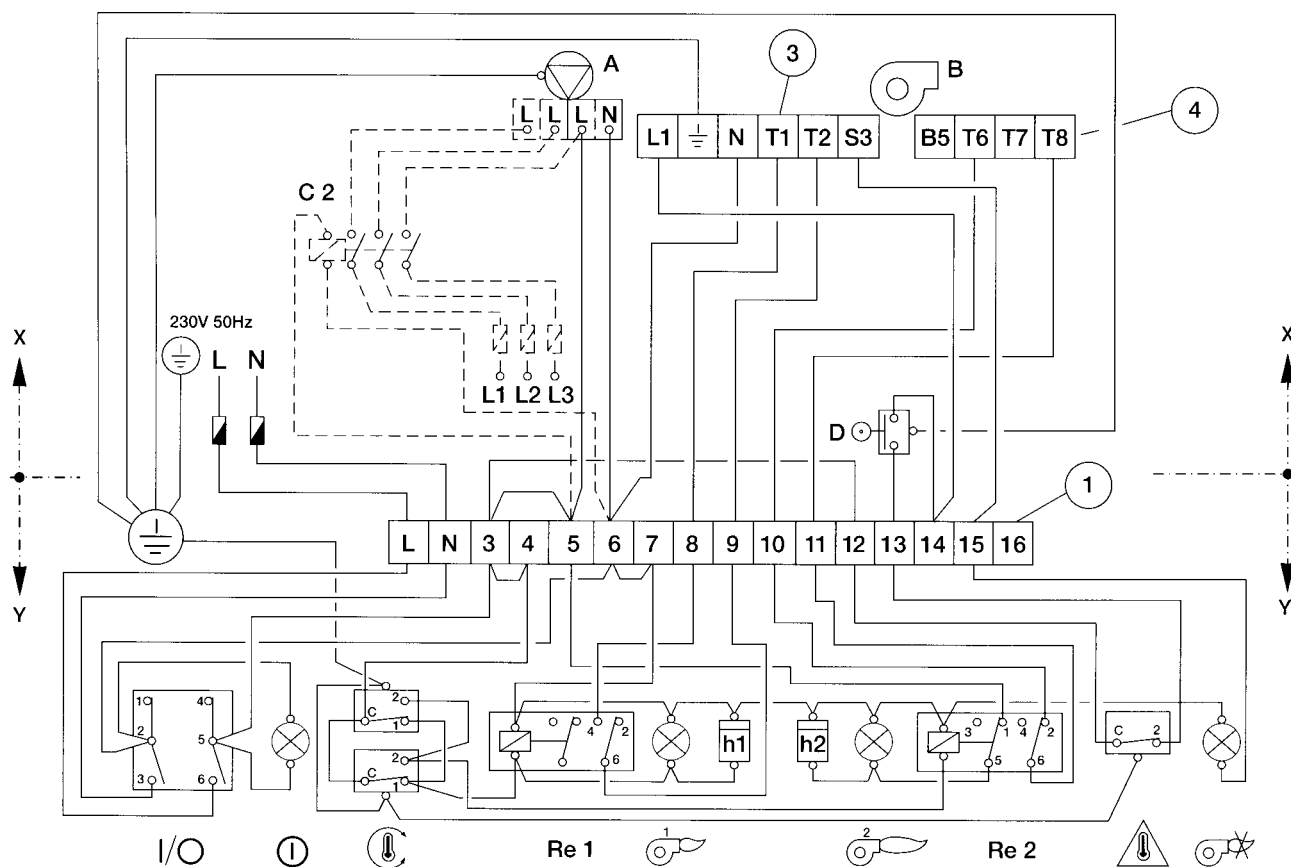 A
3
B
L L L N
L1 N T1 T2 S3
B5 T6 T7 T8
4
C 2
230V 50Hz
X
X
L N
L1 L2 L3
D
1
L N 3 4 5 6 7 8 9 10 11 12 13 14 15 16
Y
Y
1 4
2 5
3 6
2
C 1
2
C 1
4 2
6
h1
h2
3 1 4 2
5 6
C 2
I/O
I
Re 1
1
2
Re 2